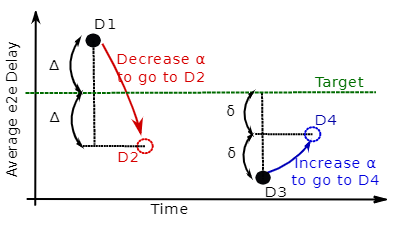 D1
Δ
Decrease α
to go to D2
Target
Δ
δ
D4
D2
δ
Increase α
to go to D4
D3
Average e2e Delay
Time